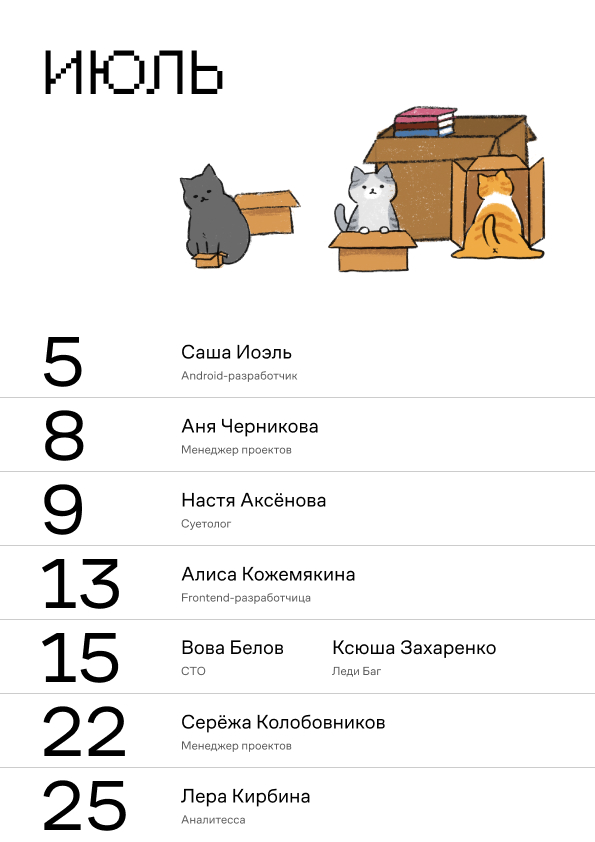 ИЮЛЬ
5
Саша Иоэль
Android-разработчик
8
Аня Черникова
Менеджер проектов
9
Настя Аксёнова
Суетолог
13
Алиса Кожемякина
Frontend-разработчица
15
Вова Белов
CTO
Ксюша Захаренко
Леди Баг
22
Серёжа Колобовников
Менеджер проектов
25
Лера Кирбина
Аналитесса